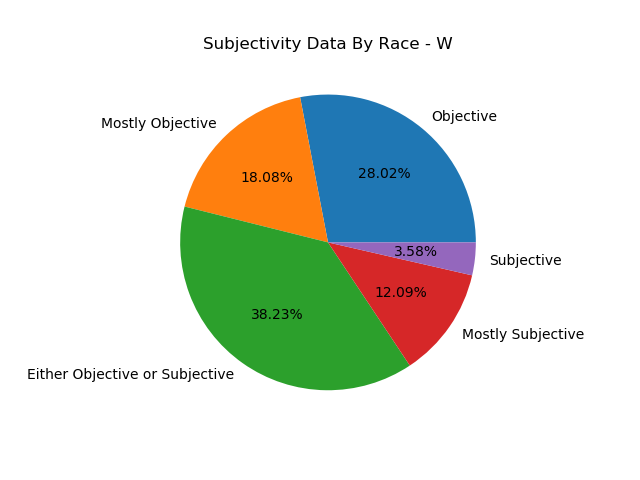 Subjectivity Data By Race - W
Objective
Mostly Objective
28.02%
18.08%
3.58%
Subjective
12.09%
38.23%
Mostly Subjective
Either Objective or Subjective